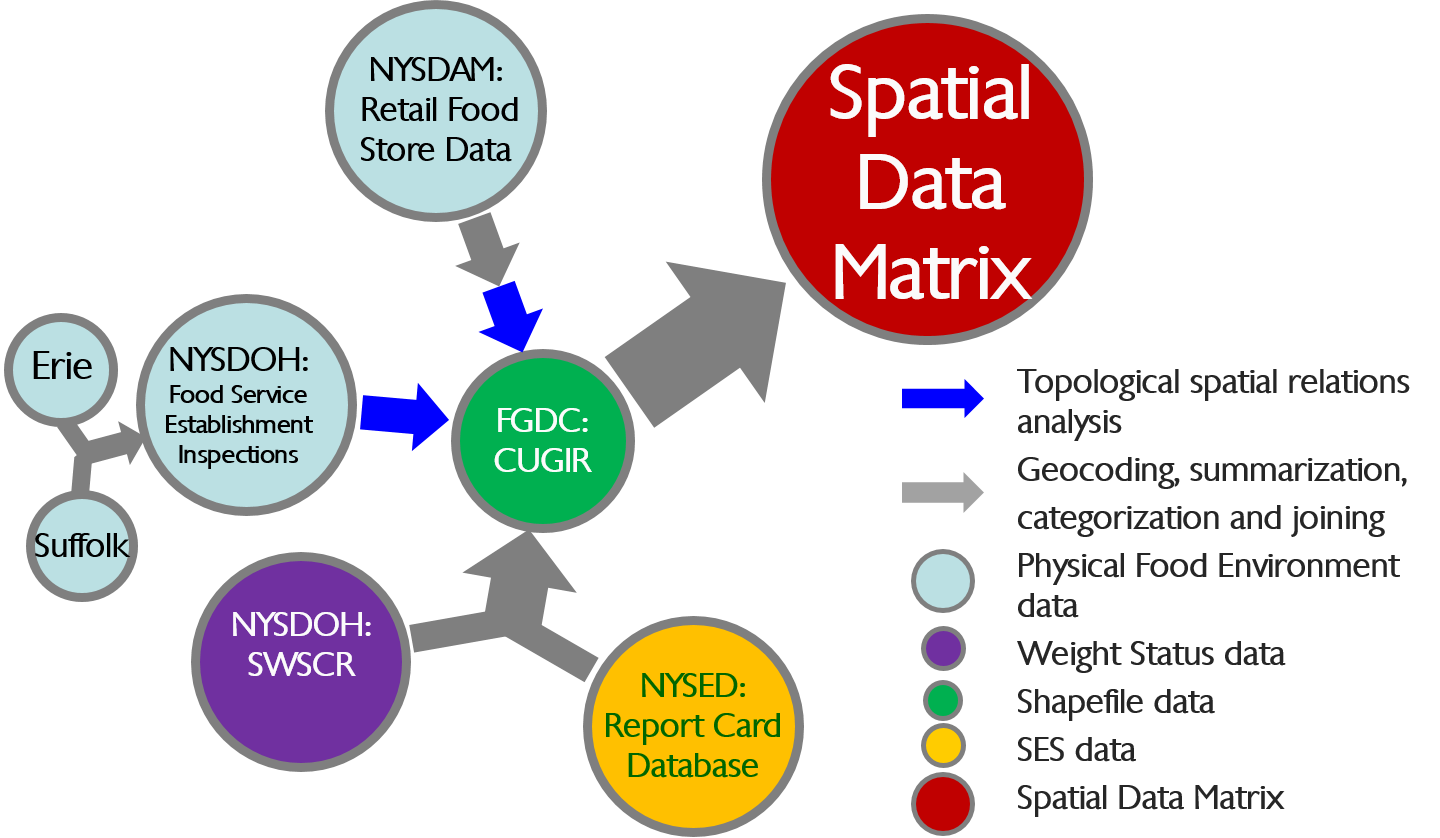 NYSDAM:
Retail Food
Store Data
Spatial
Data
Matrix
Erie
NYSDOH:
Food Service
Establishment
Inspections
Suffolk
FGDC:
CUGIR
NYSDOH:
SWSCR
NYSED:
Report Card
Database
Topological spatial relations
analysis
Geocoding, summarization,
categorization and joining
Physical Food Environment
data
Weight Status data
Shapefile data
SES data
Spatial Data Matrix